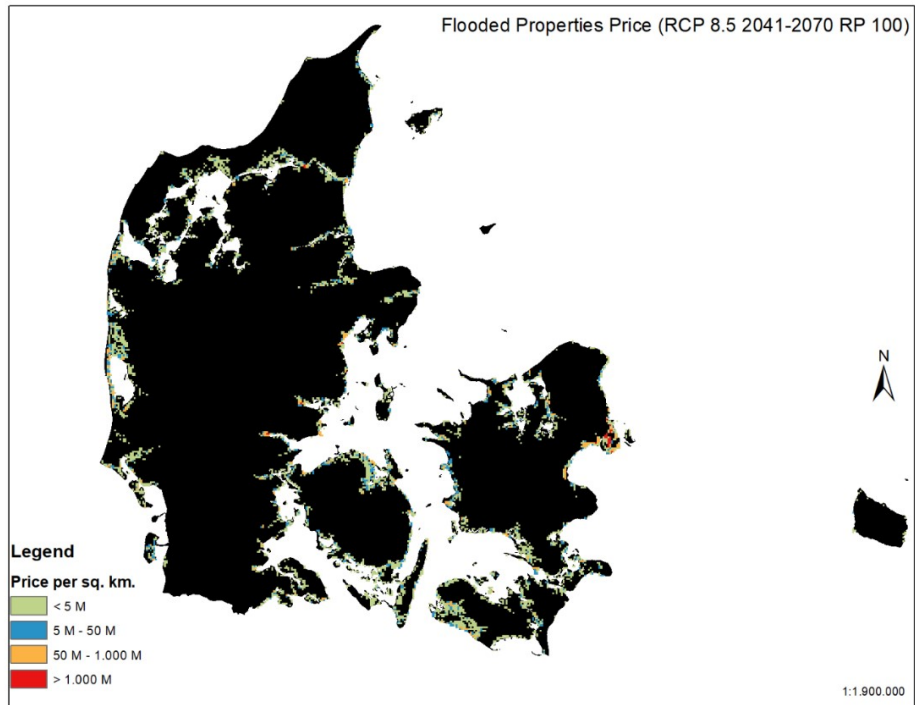 Flooded Properties Price (RCP 8.5 2041-2070 RP 100)
N
Legend
Price per sq. km.
< 5 M
5 M - 50 M
50 M - 1.000 M
> 1.000 M
1:1.900.000